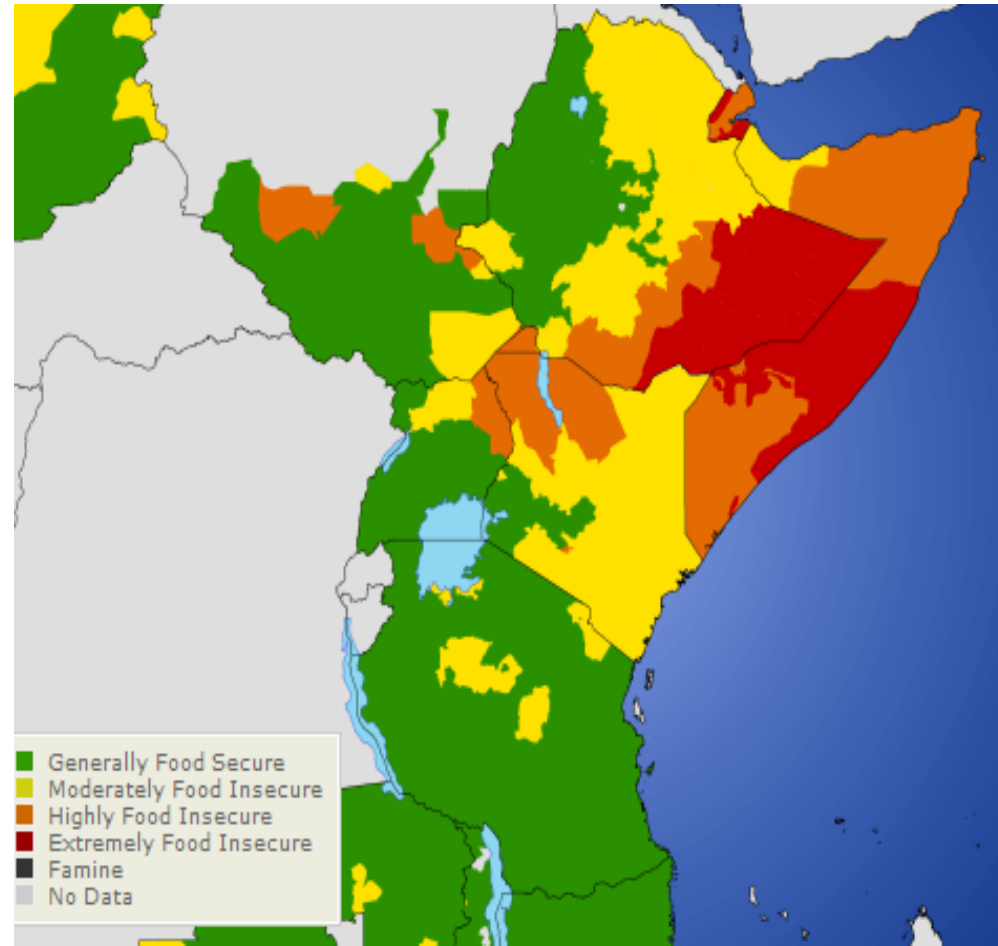 Generally Food Secure
Moderately Food Insecure
Highly Food Insecure
Extremely Food Insecure
Famine
No Data